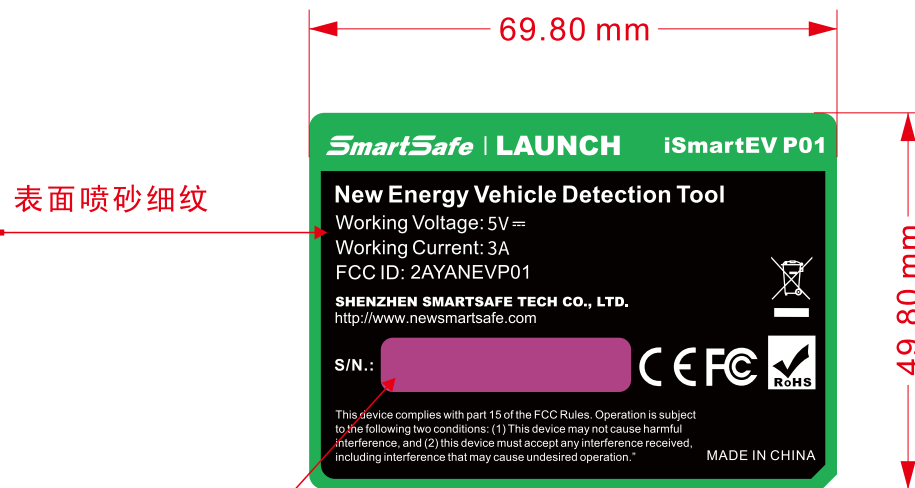 69.80 mm
SmartSafe | LAUNCH iSmartEV P01
表面喷砂细纹
New Energy Vehicle Detection Tool
Working Voltage: 5V⎓
Working Current: 3A
FCC ID: 2AYANEVP01
SHENZHEN SMARTSAFE TECH CO., LTD.
http://www.newsmartsafe.com
49.80 mm
S/N.: CE FC RoHS
This device complies with part 15 of the FCC Rules. Operation is subject
to the following two conditions: (1) This device may not cause harmful
interference, and (2) this device must accept any interference received,
including interference that may cause undesired operation.”
MADE IN CHINA